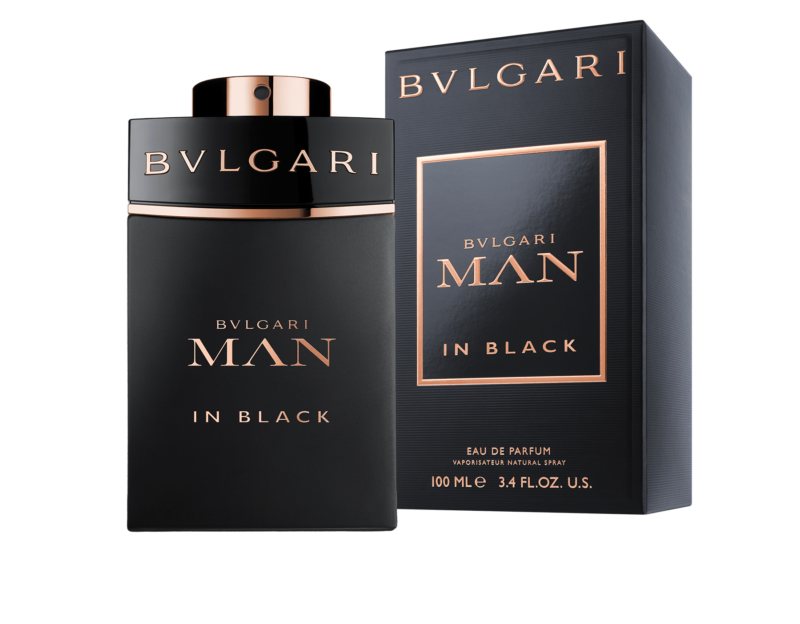 BVLGARI
BVLGARI
MAN
IN BLACK
BVLGARI
BVLGARI
MAN
IN BLACK
EAU DE PARFUM
VAPORISATEUR NATURAL SPRAY
100 ML ℮ 3.4 FL.OZ. U.S.